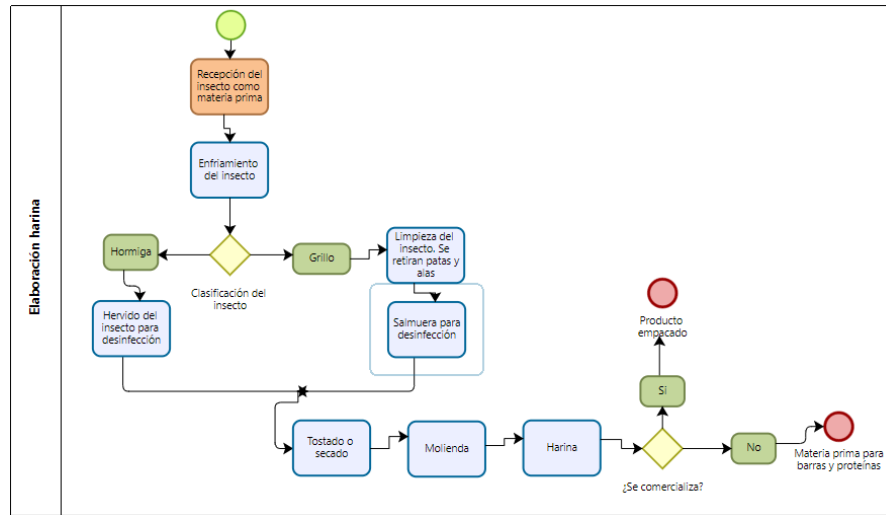 Elaboración harina
Recepción del
insecto como
materia prima
Enfriamiento
del insecto
Hormiga
Grillo
Limpieza del
insecto. Se
retiran patas y
alas
Clasificación del
insecto
Hervido del
insecto para
desinfección
Salmuera para
desinfección
Producto
empacado
Si
Tostado o
secado
Molienda
Harina
No
¿Se comercializa?
Materia prima para
barras y proteínas